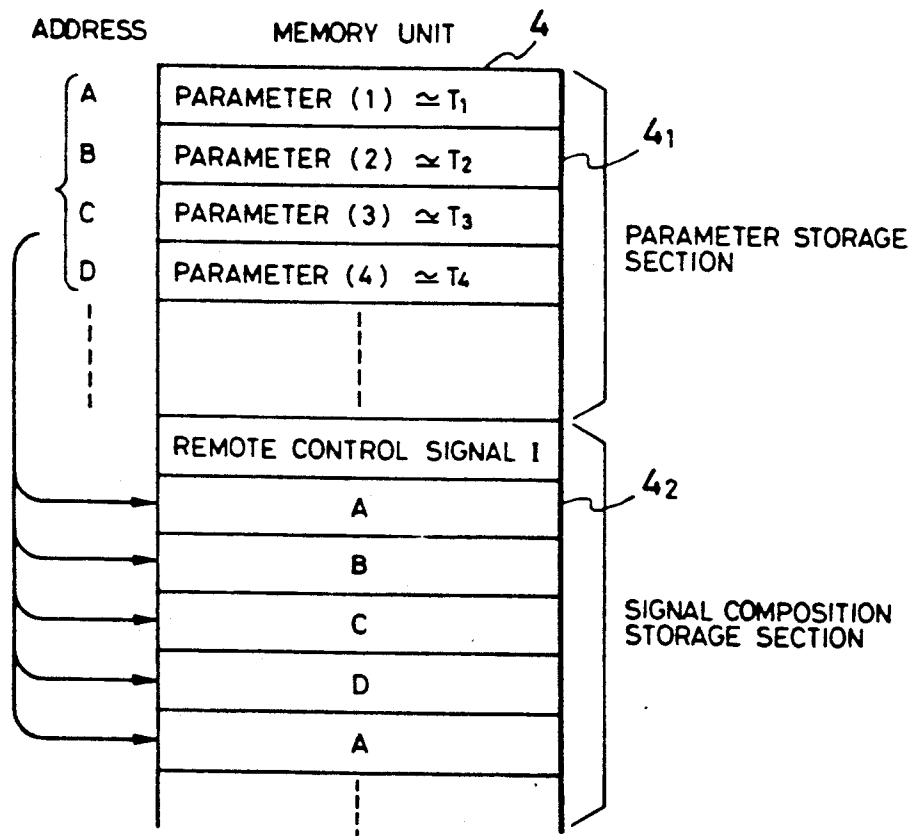 ADDRESS MEMORY UNIT 4
A PARAMETER (1) ≃ T₁
B PARAMETER (2) ≃ T₂ 4₁
C PARAMETER (3) ≃ T₃
D PARAMETER (4) ≃ T₄
PARAMETER STORAGE
SECTION
REMOTE CONTROL SIGNAL I
A 4₂
B
C
D
A
SIGNAL COMPOSITION
STORAGE SECTION